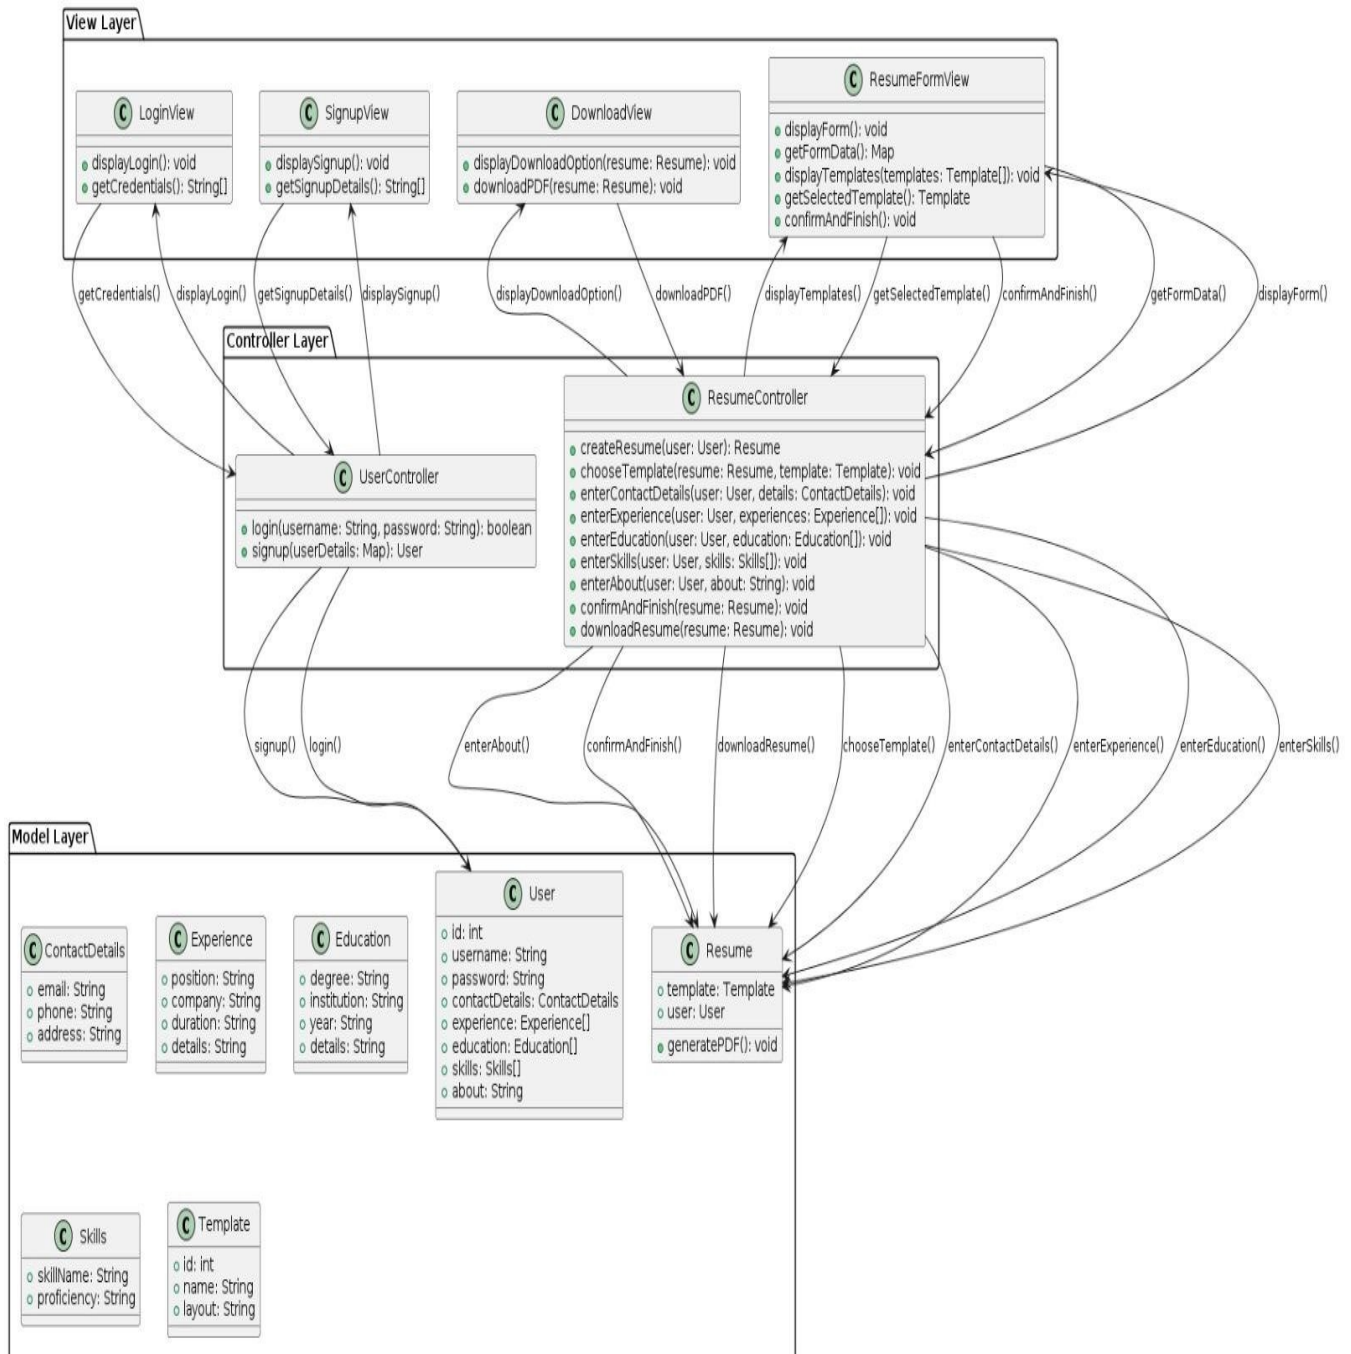 View Layer
C LoginView
displayLogin(): void
getCredentials(): String[]
C SignupView
displaySignup(): void
getSignupDetails(): String[]
C DownloadView
displayDownloadOption(resume: Resume): void
downloadPDF(resume: Resume): void
C ResumeFormView
displayForm(): void
getFormData(): Map
displayTemplates(templates: Template[]): void
getSelectedTemplate(): Template
confirmAndFinish(): void
getCredentials()
displayLogin()
getSignupDetails()
displaySignup()
displayDownloadOption()
downloadPDF()
displayTemplates()
getSelectedTemplate()
confirmAndFinish()
getFormData()
displayForm()
Controller Layer
C UserController
login(username: String, password: String): boolean
signup(userDetails: Map): User
C ResumeController
createResume(user: User): Resume
chooseTemplate(resume: Resume, template: Template): void
enterContactDetails(user: User, details: ContactDetails): void
enterExperience(user: User, experiences: Experience[]): void
enterEducation(user: User, education: Education[]): void
enterSkills(user: User, skills: Skills[]): void
enterAbout(user: User, about: String): void
confirmAndFinish(resume: Resume): void
downloadResume(resume: Resume): void
signup()
login()
enterAbout()
confirmAndFinish()
downloadResume()
chooseTemplate()
enterContactDetails()
enterExperience()
enterEducation()
enterSkills()
Model Layer
C ContactDetails
email: String
phone: String
address: String
C Experience
position: String
company: String
duration: String
details: String
C Education
degree: String
institution: String
year: String
details: String
C User
id: int
username: String
password: String
contactDetails: ContactDetails
experience: Experience[]
education: Education[]
skills: Skills[]
about: String
C Resume
template: Template
user: User
generatePDF(): void
C Skills
skillName: String
proficiency: String
C Template
id: int
name: String
layout: String